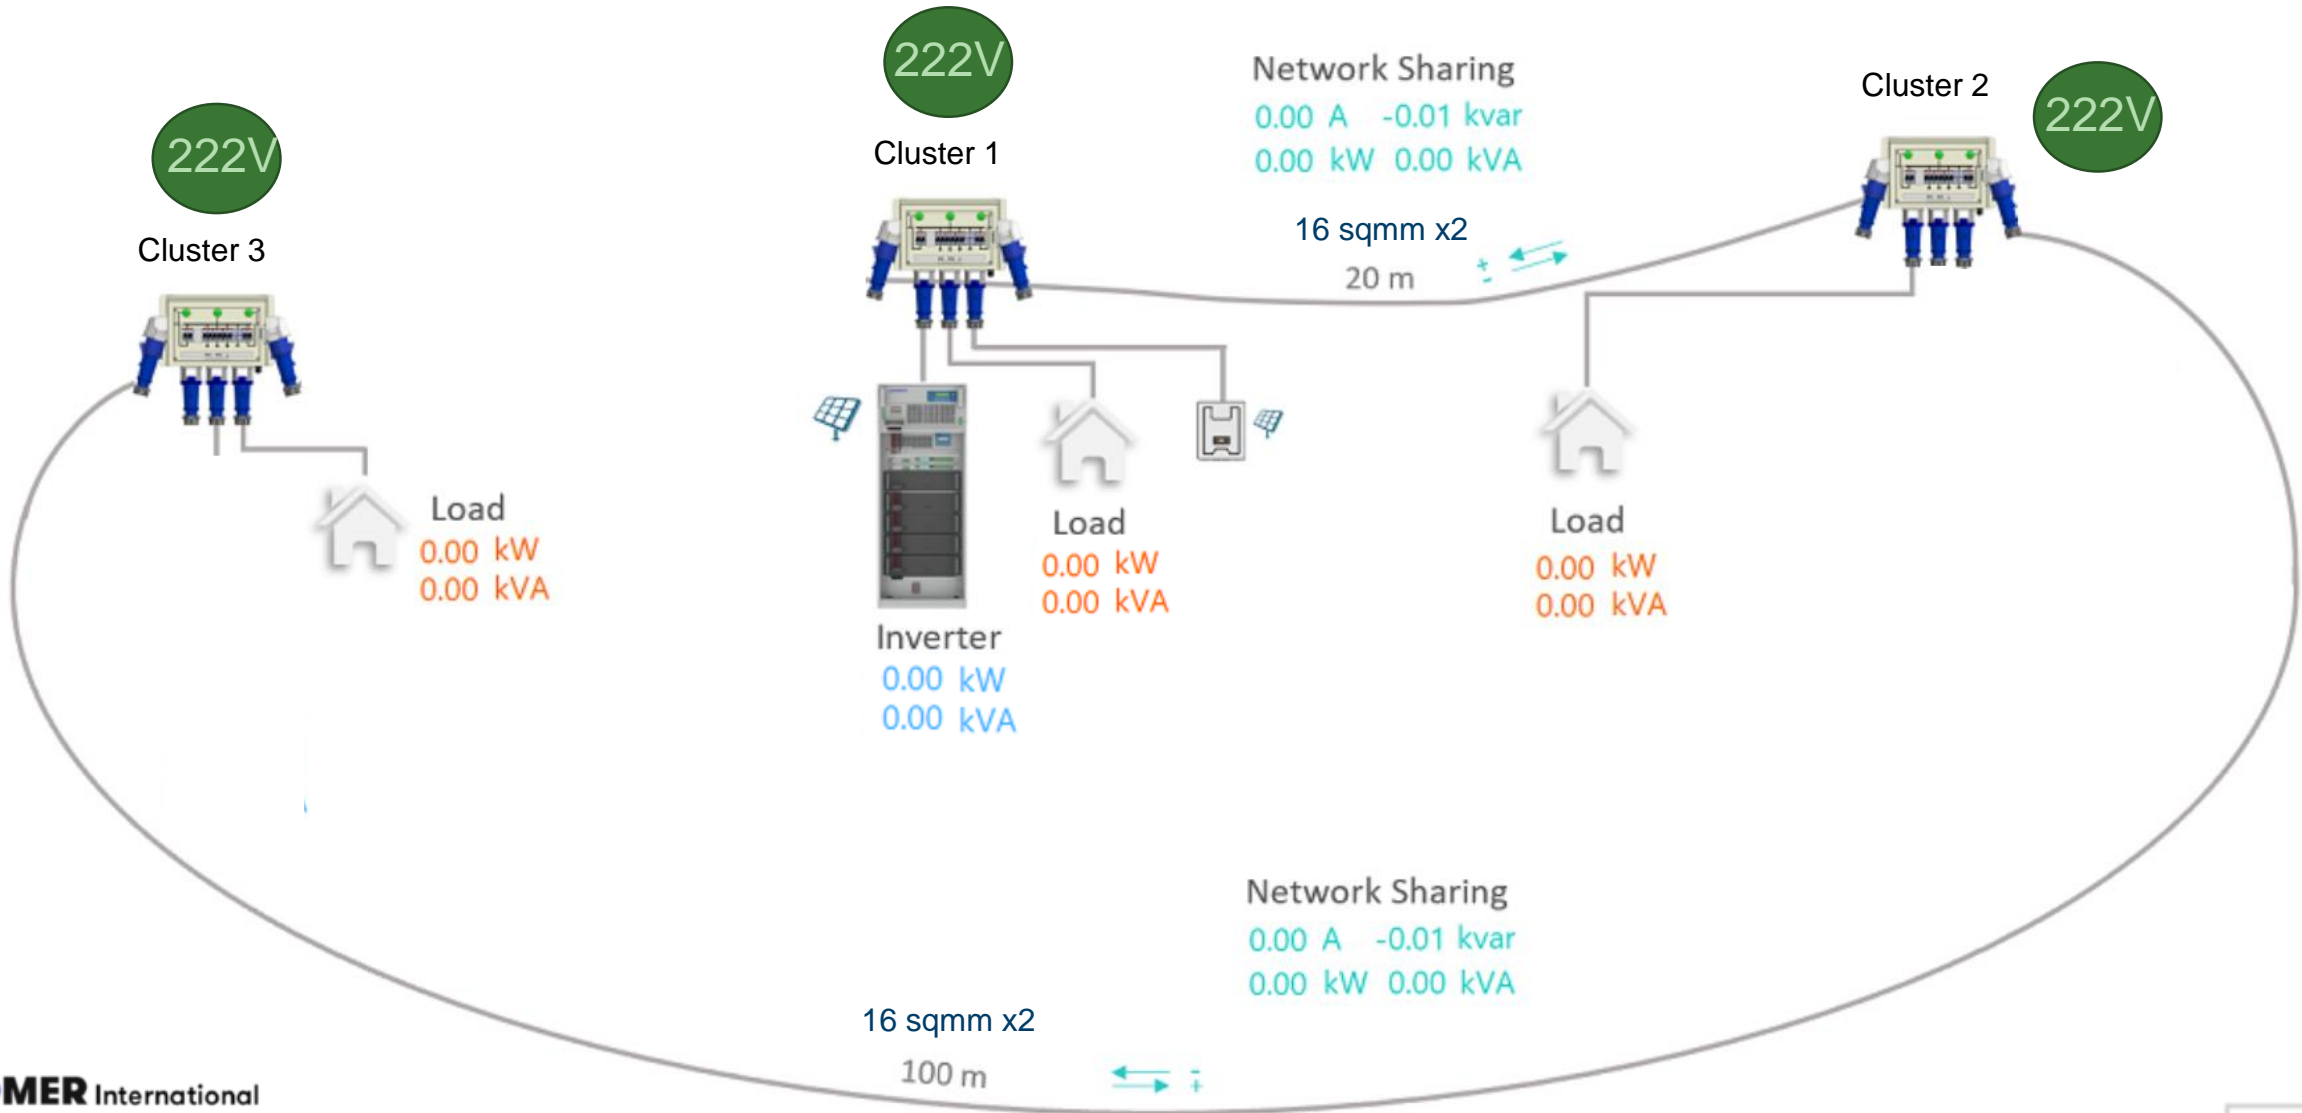 222V
Cluster 1
222V
Cluster 3
Network Sharing
0.00 A -0.01 kvar
0.00 kW 0.00 kVA
16 sqmm x2
20 m
+
-
Cluster 2
222V
Load
0.00 kW
0.00 kVA
Inverter
0.00 kW
0.00 kVA
Load
0.00 kW
0.00 kVA
Load
0.00 kW
0.00 kVA
Network Sharing
0.00 A -0.01 kvar
0.00 kW 0.00 kVA
16 sqmm x2
100 m
-
+
MER International